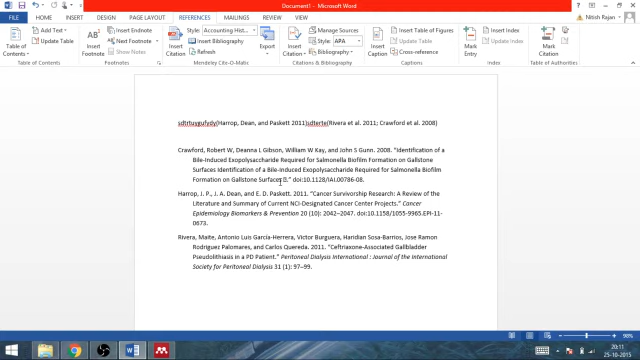 Document1 - Microsoft Word
FILE HOME INSERT DESIGN PAGE LAYOUT REFERENCES MAILINGS REVIEW VIEW Nitish Rajan
Table of Contents
Add Text
Update Table
Table of Contents
AB1
Insert Footnote
Insert Endnote
Next Footnote
Show Notes
Footnotes
Insert Citation
Style: Accounting Hist...
Insert Bibliography
Refresh
Export
Mendeley Cite-O-Matic
Insert Citation
Manage Sources
Style: APA
Bibliography
Citations & Bibliography
Insert Caption
Insert Table of Figures
Update Table
Cross-reference
Captions
Mark Entry
Insert Index
Update Index
Index
Mark Citation
Table of Authorities
sdtrtuygufysdy(Harrop, Dean, and Paskett 2011)sdterte(Rivera et al. 2011; Crawford et al. 2008)
Crawford, Robert W, Deanna L Gibson, William W Kay, and John S Gunn. 2008. “Identification of a
Bile-Induced Exopolysaccharide Required for Salmonella Biofilm Formation on Gallstone
Surfaces Identification of a Bile-Induced Exopolysaccharide Required for Salmonella Biofilm
Formation on Gallstone Surfaces .” doi:10.1128/IAI.00786-08.
Harrop, J. P., J. A. Dean, and E. D. Paskett. 2011. “Cancer Survivorship Research: A Review of the
Literature and Summary of Current NCI-Designated Cancer Center Projects.” Cancer
Epidemiology Biomarkers & Prevention 20 (10): 2042–2047. doi:10.1158/1055-9965.EPI-11-
0673.
Rivera, Maite, Antonio Luis García-Herrera, Victor Burguera, Haridian Sosa-Barrios, Jose Ramon
Rodriguez Palomares, and Carlos Quereda. 2011. “Ceftriaxone-Associated Gallbladder
Pseudolithiasis in a PD Patient.” Peritoneal Dialysis International : Journal of the International
Society for Peritoneal Dialysis 31 (1): 97–99.
98%
20:11
25-10-2015